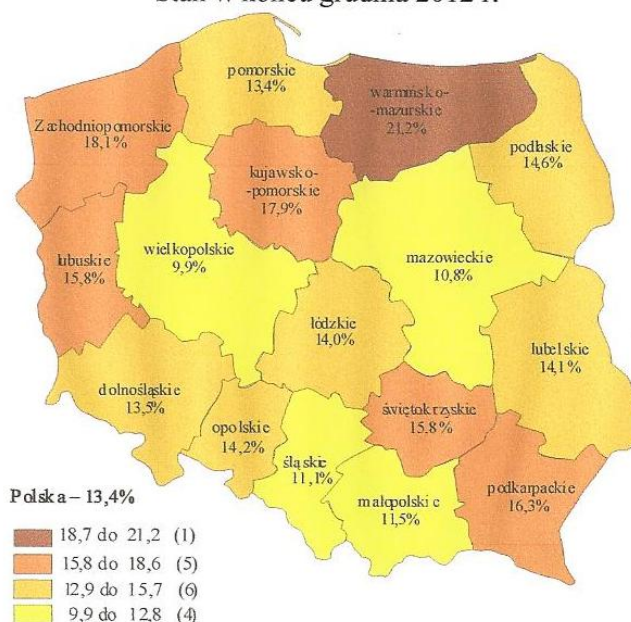 Stan w końcu grudnia 2012 r.
pomorskie
13,4%
warmińsko-
-mazurskie
21,2%
Zachodniopomorskie
18,1%
podlaskie
14,6%
kujawsko-
-pomorskie
17,9%
wielkopolskie
9,9%
mazowieckie
10,8%
lubuskie
15,8%
łódzkie
14,0%
lubelskie
14,1%
dolnośląskie
13,5%
opolskie
14,2%
świętokrzyskie
15,8%
śląskie
11,1%
małopolskie
11,5%
podkarpackie
16,3%
Polska – 13,4%
18,7 do 21,2 (1)
15,8 do 18,6 (5)
12,9 do 15,7 (6)
9,9 do 12,8 (4)